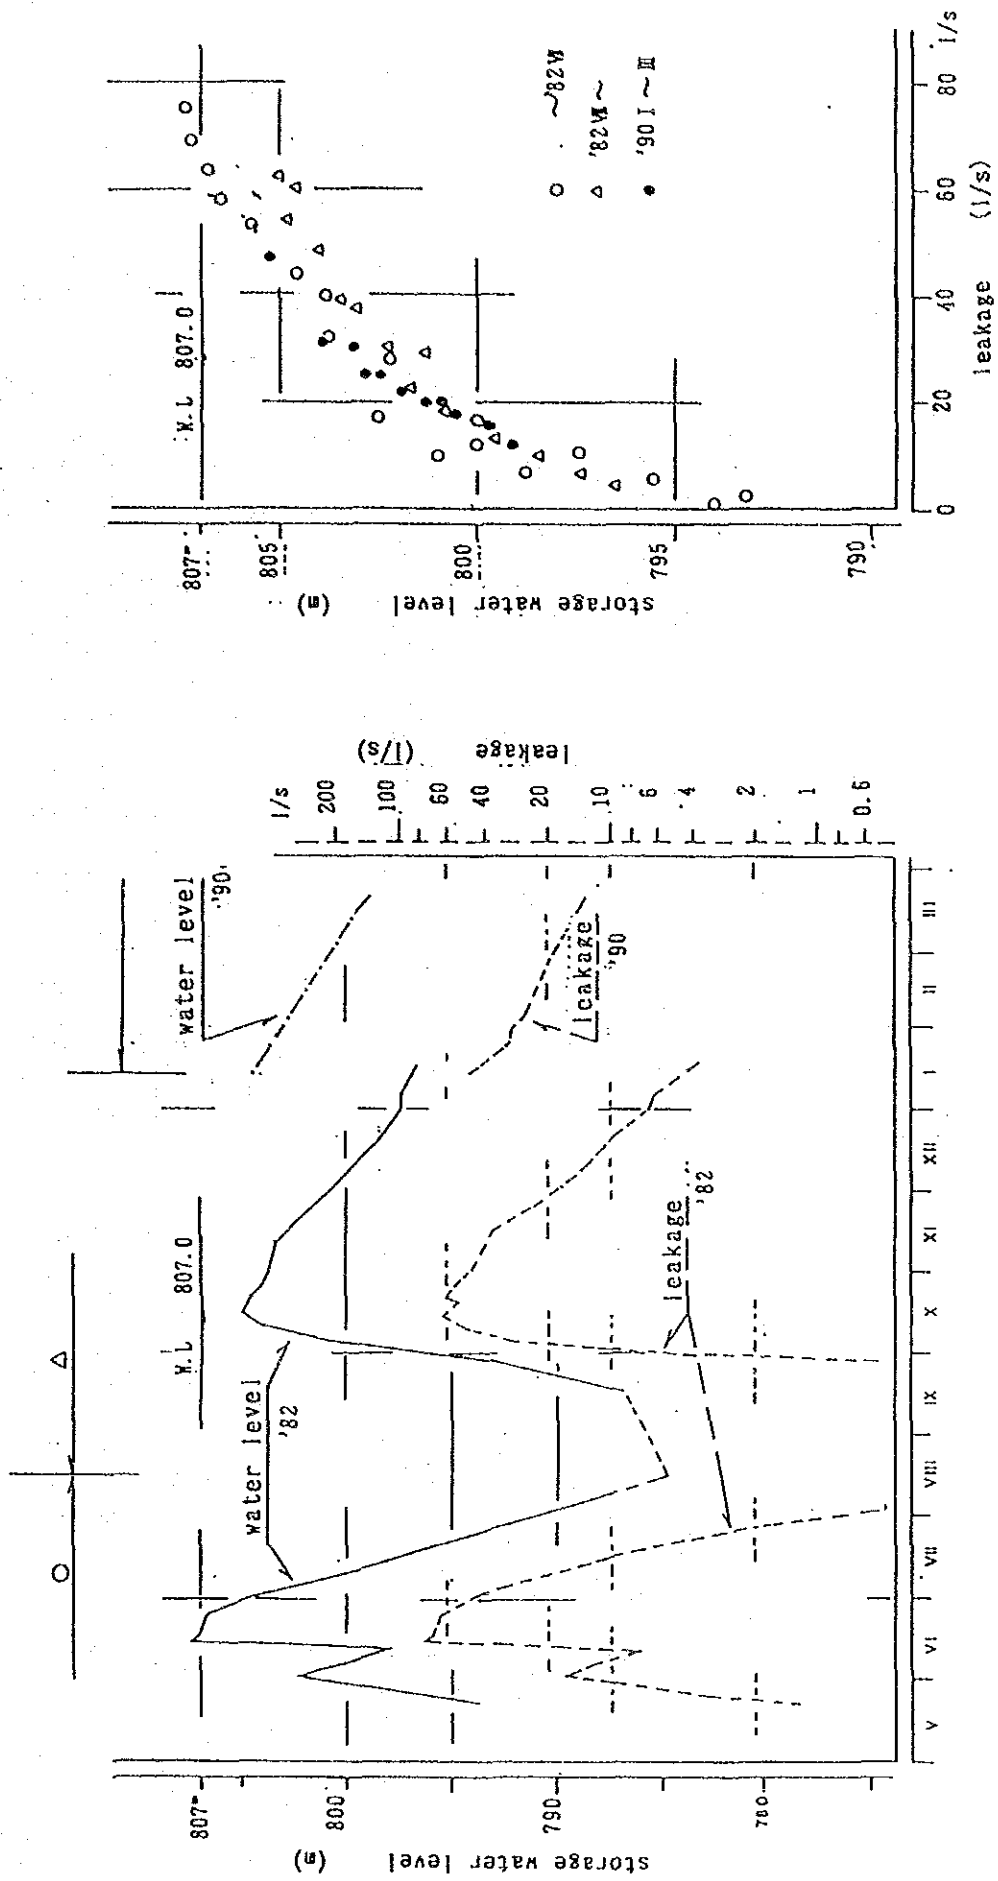 W.L 807.0
water level
'82
water level
'90
leakage
'82
leakage
'90
807
800
790
storage water level
(m)
l/s
200
100
60
40
20
10
6
4
2
1
0.6
leakage
(l/s)
V
VI
VII
VIII
IX
X
XI
XII
I
II
III
W.L 807.0
807
805
800
795
790
storage water level
(m)
○ ~'82Ⅶ
△ '82Ⅷ~
● '90 I ~ III
0
20
40
60
80
l/s
leakage (l/s)